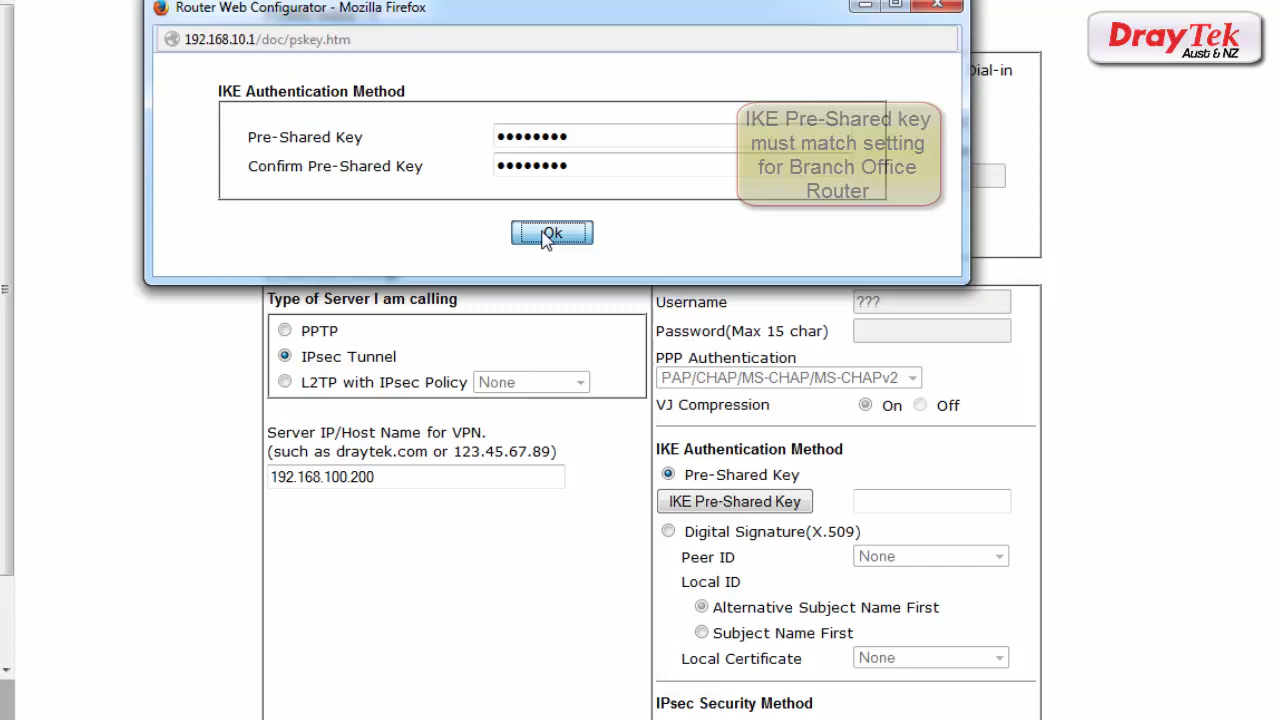 Router Web Configurator - Mozilla Firefox
192.168.10.1/doc/pskey.htm
DrayTek
Aust & NZ
IKE Authentication Method
Pre-Shared Key
Confirm Pre-Shared Key
IKE Pre-Shared key
must match setting
for Branch Office
Router
Ok
Dial-in
Type of Server I am calling
PPTP
IPsec Tunnel
L2TP with IPsec Policy None
Server IP/Host Name for VPN.
(such as draytek.com or 123.45.67.89)
192.168.100.200
Username ???
Password(Max 15 char)
PPP Authentication
PAP/CHAP/MS-CHAP/MS-CHAPv2
VJ Compression On Off
IKE Authentication Method
Pre-Shared Key
IKE Pre-Shared Key
Digital Signature(X.509)
Peer ID None
Local ID
Alternative Subject Name First
Subject Name First
Local Certificate None
IPsec Security Method